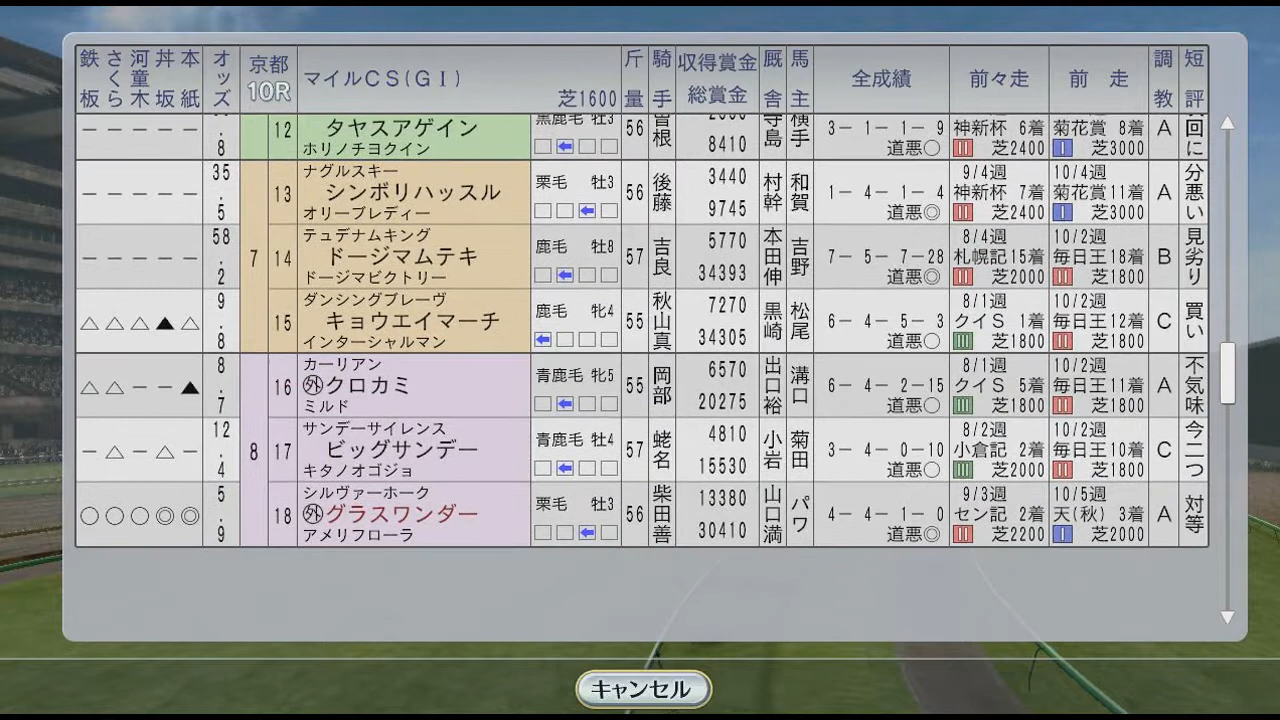 鉄板 さくら 河童木 丼坂 本紙 オッズ 京都10R マイルCS(GI) 芝1600 斤量 騎手 収得賞金 総賞金 厩舎 馬主 全成績 前々走 前走 調教 短評
－－－－－ .8 12 タヤスアゲイン ホリノチヨクイン 黒鹿毛 牡3 56 曽根 8410 寺島 横手 3－1－1－9 道悪○ 神新杯 6着 II 芝2400 菊花賞 8着 I 芝3000 A 回に
－－－－－ 35.5 13 ナグルスキー シンボリハッスル オリーブレディー 栗毛 牡3 56 後藤 3440 9745 村幹 和賀 1－4－1－4 道悪◎ 9/4週 神新杯 7着 II 芝2400 10/4週 菊花賞11着 I 芝3000 A 分悪い
－－－－－ 58.2 7 14 テュデナムキング ドージマムテキ ドージマビクトリー 鹿毛 牡8 57 吉良 5770 34393 本田伸 吉野 7－5－7－28 道悪◎ 8/4週 札幌記15着 II 芝2000 10/2週 毎日王18着 II 芝1800 B 見劣り
△△△▲△ 9.8 15 ダンシングブレーヴ キョウエイマーチ インターシャルマン 鹿毛 牝4 55 秋山真 7270 34305 黒崎 松尾 6－4－5－3 道悪○ 8/1週 クイS 1着 III 芝1800 10/2週 毎日王12着 II 芝1800 C 買い
△△－－▲ 8.7 16 カーリアン 外クロカミ ミルド 青鹿毛 牝5 55 岡部 6570 20275 出口裕 溝口 6－4－2－15 道悪○ 8/1週 クイS 5着 III 芝1800 10/2週 毎日王11着 II 芝1800 A 不気味
－△－△－ 12.4 8 17 サンデーサイレンス ビッグサンデー キタノオゴジョ 青鹿毛 牡4 57 蛯名 4810 15530 小岩 菊田 3－4－0－10 道悪○ 8/2週 小倉記 2着 III 芝2000 10/2週 毎日王10着 II 芝1800 C 今二つ
○○○◎◎ 5.9 18 シルヴァーホーク 外グラスワンダー アメリフローラ 栗毛 牡3 56 柴田善 13380 30410 山口満 パワ 4－4－1－0 道悪◎ 9/3週 セン記 2着 II 芝2200 10/5週 天(秋) 3着 I 芝2000 A 対等
キャンセル